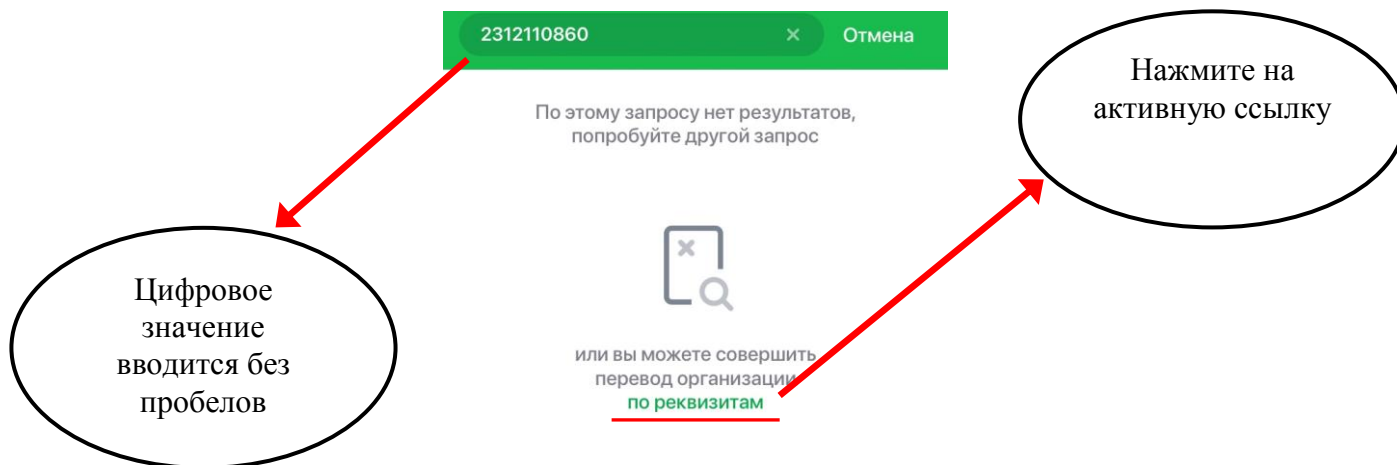 2312110860 × Отмена
По этому запросу нет результатов,
попробуйте другой запрос
Нажмите на
активную ссылку
Цифровое
значение
вводится без
пробелов
или вы можете совершить
перевод организации
по реквизитам